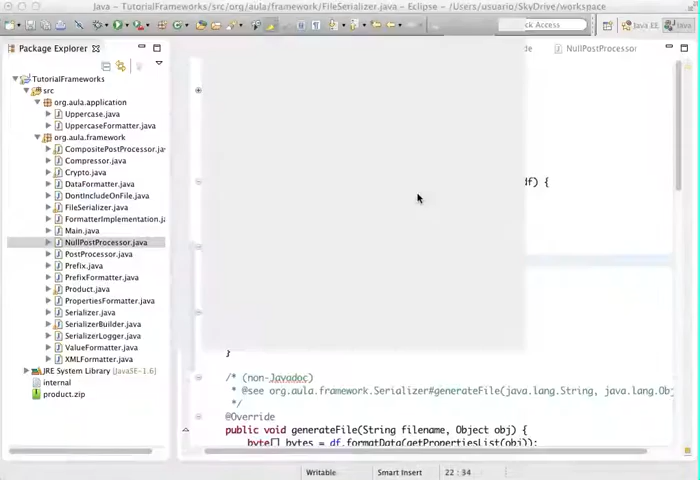 Java – TutorialFrameworks/src/org/aula/framework/FileSerializer.java – Eclipse – /Users/usuario/SkyDrive/workspace
Access
Java EE
Java
Package Explorer
NullPostProcessor
TutorialFrameworks
src
org.aula.application
Uppercase.java
UppercaseFormatter.java
org.aula.framework
CompositePostProcessor.ja
Compressor.java
Crypto.java
DataFormatter.java
df) {
DontIncludeOnFile.java
FileSerializer.java
FormatterImplementation.ja
Main.java
NullPostProcessor.java
PostProcessor.java
Prefix.java
PrefixFormatter.java
Product.java
PropertiesFormatter.java
Serializer.java
SerializerBuilder.java
SerializerLogger.java
ValueFormatter.java
}
XMLFormatter.java
JRE System Library [JavaSE-1.6]
/* (non-Javadoc)
internal
* @see org.aula.framework.Serializer#generateFile(java.lang.String, java.lang.Obj
product.zip
*/
@Override
public void generateFile(String filename, Object obj) {
byte[] bytes = df.formatData(getPropertiesList(obj));
Writable
Smart Insert
22 : 34